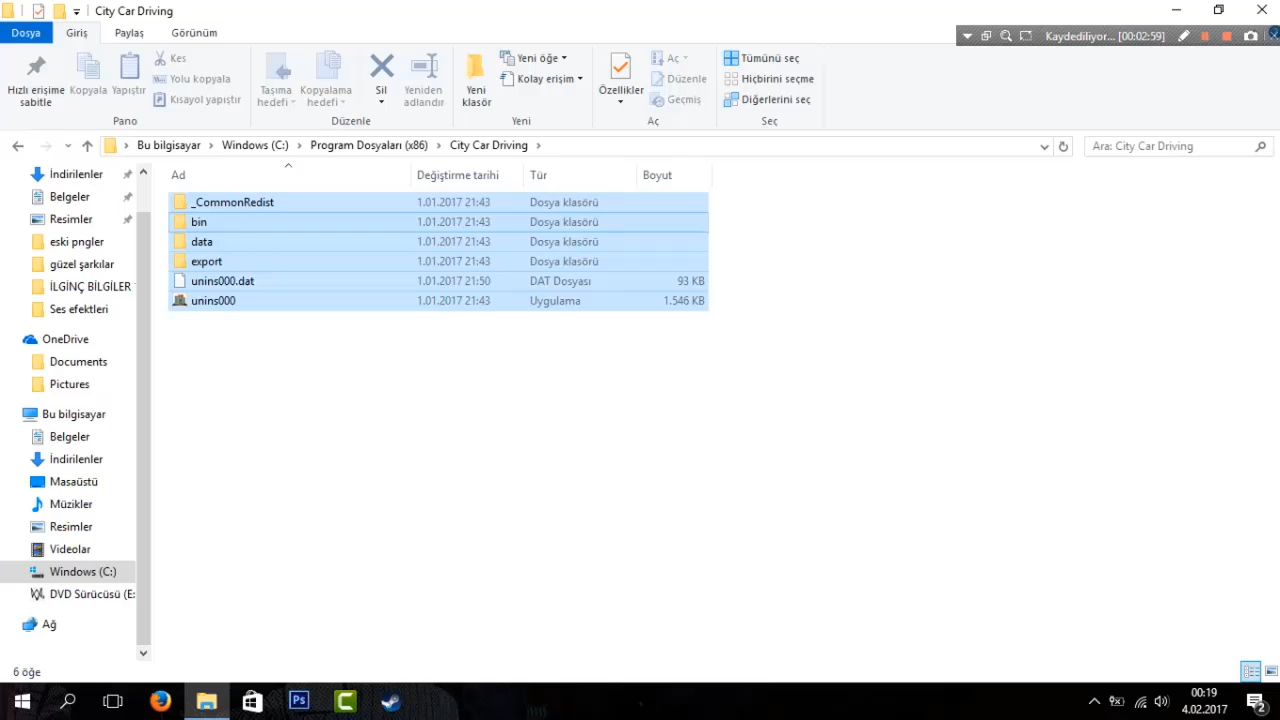 City Car Driving
Dosya Giriş Paylaş Görünüm
Kaydediliyor... [00:02:59]
Hızlı erişime sabitle
Kopyala
Yapıştır
Kes
Yolu kopyala
Kısayol yapıştır
Pano
Taşıma hedefi
Kopyalama hedefi
Sil
Yeniden adlandır
Düzenle
Yeni klasör
Yeni öğe
Kolay erişim
Yeni
Özellikler
Aç
Düzenle
Geçmiş
Aç
Tümünü seç
Hiçbirini seçme
Diğerlerini seç
Seç
Bu bilgisayar Windows (C:) Program Dosyaları (x86) City Car Driving
Ara: City Car Driving
İndirilenler
Belgeler
Resimler
eski pngler
güzel şarkılar
İLGİNÇ BİLGİLER
Ses efektleri
OneDrive
Documents
Pictures
Bu bilgisayar
Belgeler
İndirilenler
Masaüstü
Müzikler
Resimler
Videolar
Windows (C:)
DVD Sürücüsü (E:
Ağ
Ad Değiştirme tarihi Tür Boyut
_CommonRedist 1.01.2017 21:43 Dosya klasörü
bin 1.01.2017 21:43 Dosya klasörü
data 1.01.2017 21:43 Dosya klasörü
export 1.01.2017 21:43 Dosya klasörü
unins000.dat 1.01.2017 21:50 DAT Dosyası 93 KB
unins000 1.01.2017 21:43 Uygulama 1.546 KB
6 öğe
Ps
00:19
4.02.2017
2